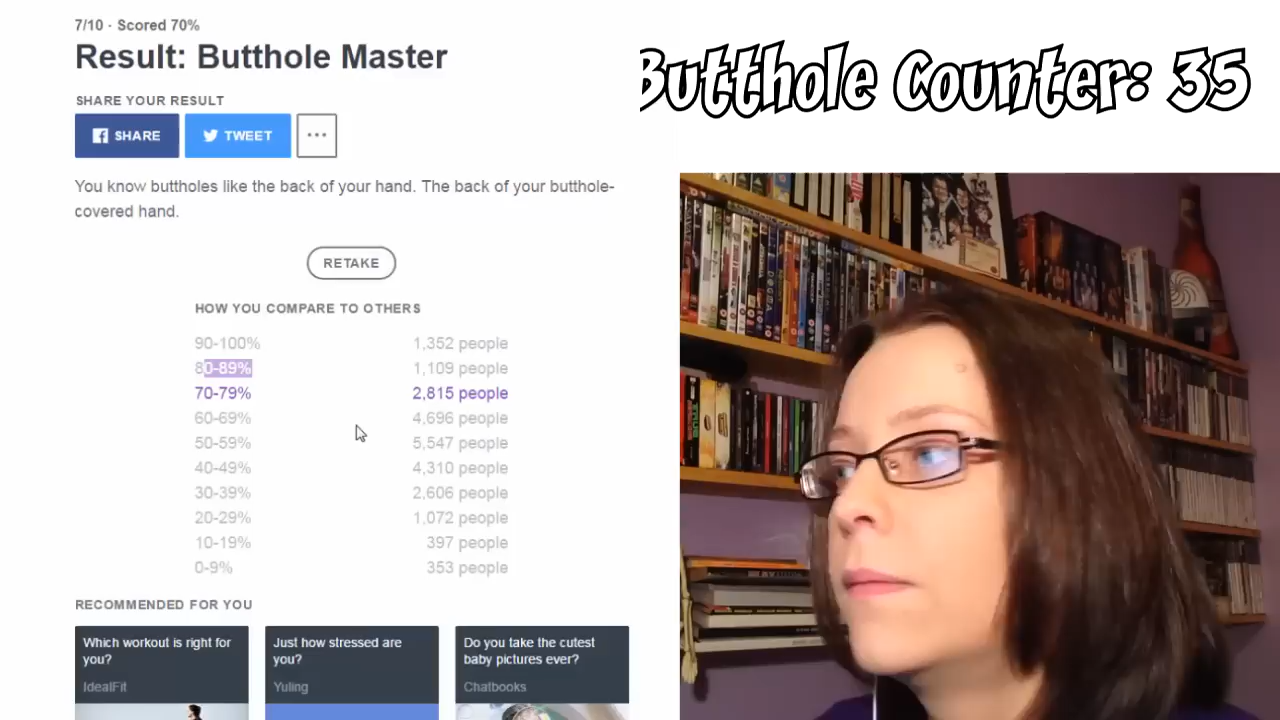 7/10 · Scored 70%
Result: Butthole Master
Butthole Counter: 35
SHARE YOUR RESULT
SHARE
TWEET
You know buttholes like the back of your hand. The back of your butthole-
covered hand.
RETAKE
HOW YOU COMPARE TO OTHERS
90-100% 1,352 people
80-89% 1,109 people
70-79% 2,815 people
60-69% 4,696 people
50-59% 5,547 people
40-49% 4,310 people
30-39% 2,606 people
20-29% 1,072 people
10-19% 397 people
0-9% 353 people
RECOMMENDED FOR YOU
Which workout is right for
you?
IdealFit
Just how stressed are
you?
Yuling
Do you take the cutest
baby pictures ever?
Chatbooks